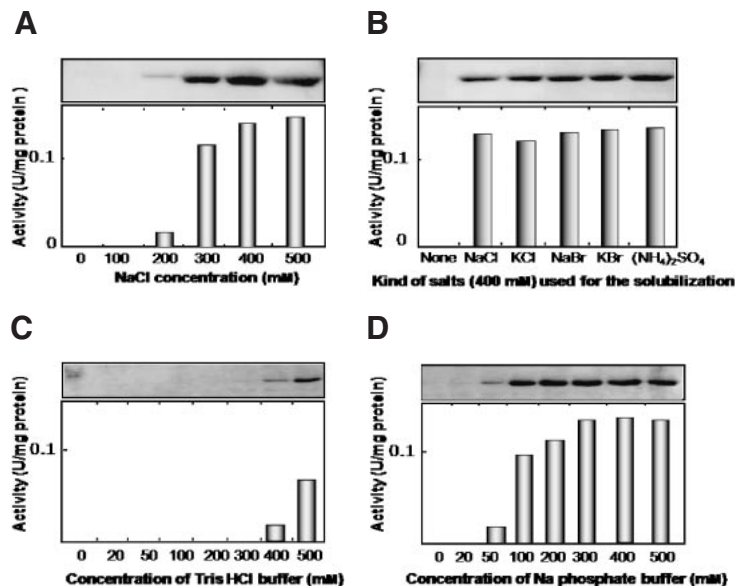 A
Activity (U/mg protein)
0.1
0
0 100 200 300 400 500
NaCl concentration (mM)
B
Activity (U/mg protein )
0.1
0
None NaCl KCl NaBr KBr (NH₄)₂SO₄
Kind of salts (400 mM) used for the solubilization
C
Activity (U/mg protein)
0.1
0 20 50 100 200 300 400 500
Concentration of Tris HCl buffer (mM)
D
Activity (U/mg protein)
0.1
0 20 50 100 200 300 400 500
Concentration of Na phosphate buffer (mM)